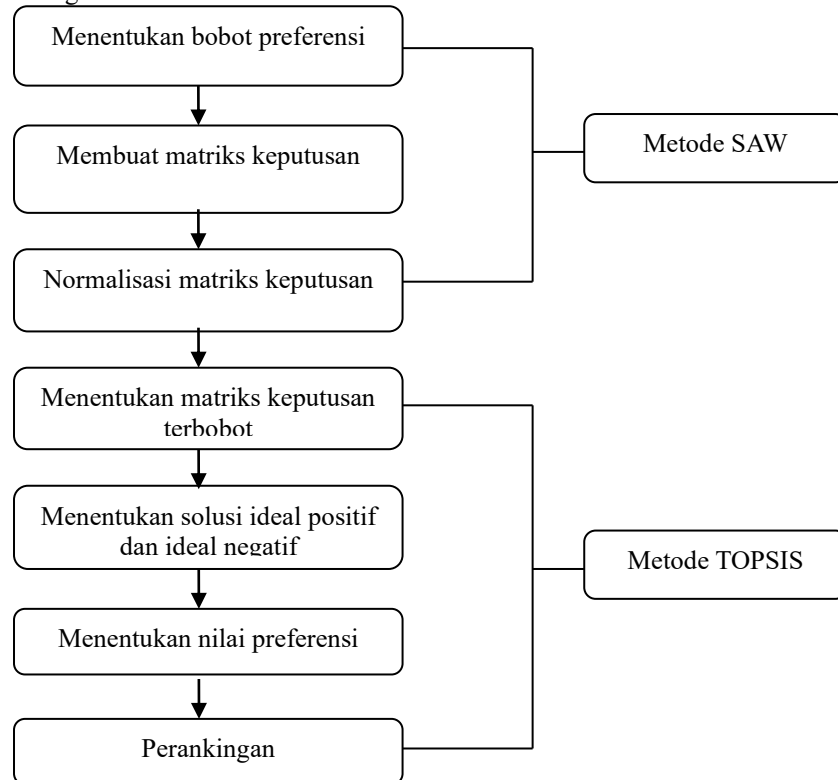 Menentukan bobot preferensi
Membuat matriks keputusan
Metode SAW
Normalisasi matriks keputusan
Menentukan matriks keputusan
terbobot
Menentukan solusi ideal positif
dan ideal negatif
Metode TOPSIS
Menentukan nilai preferensi
Perankingan